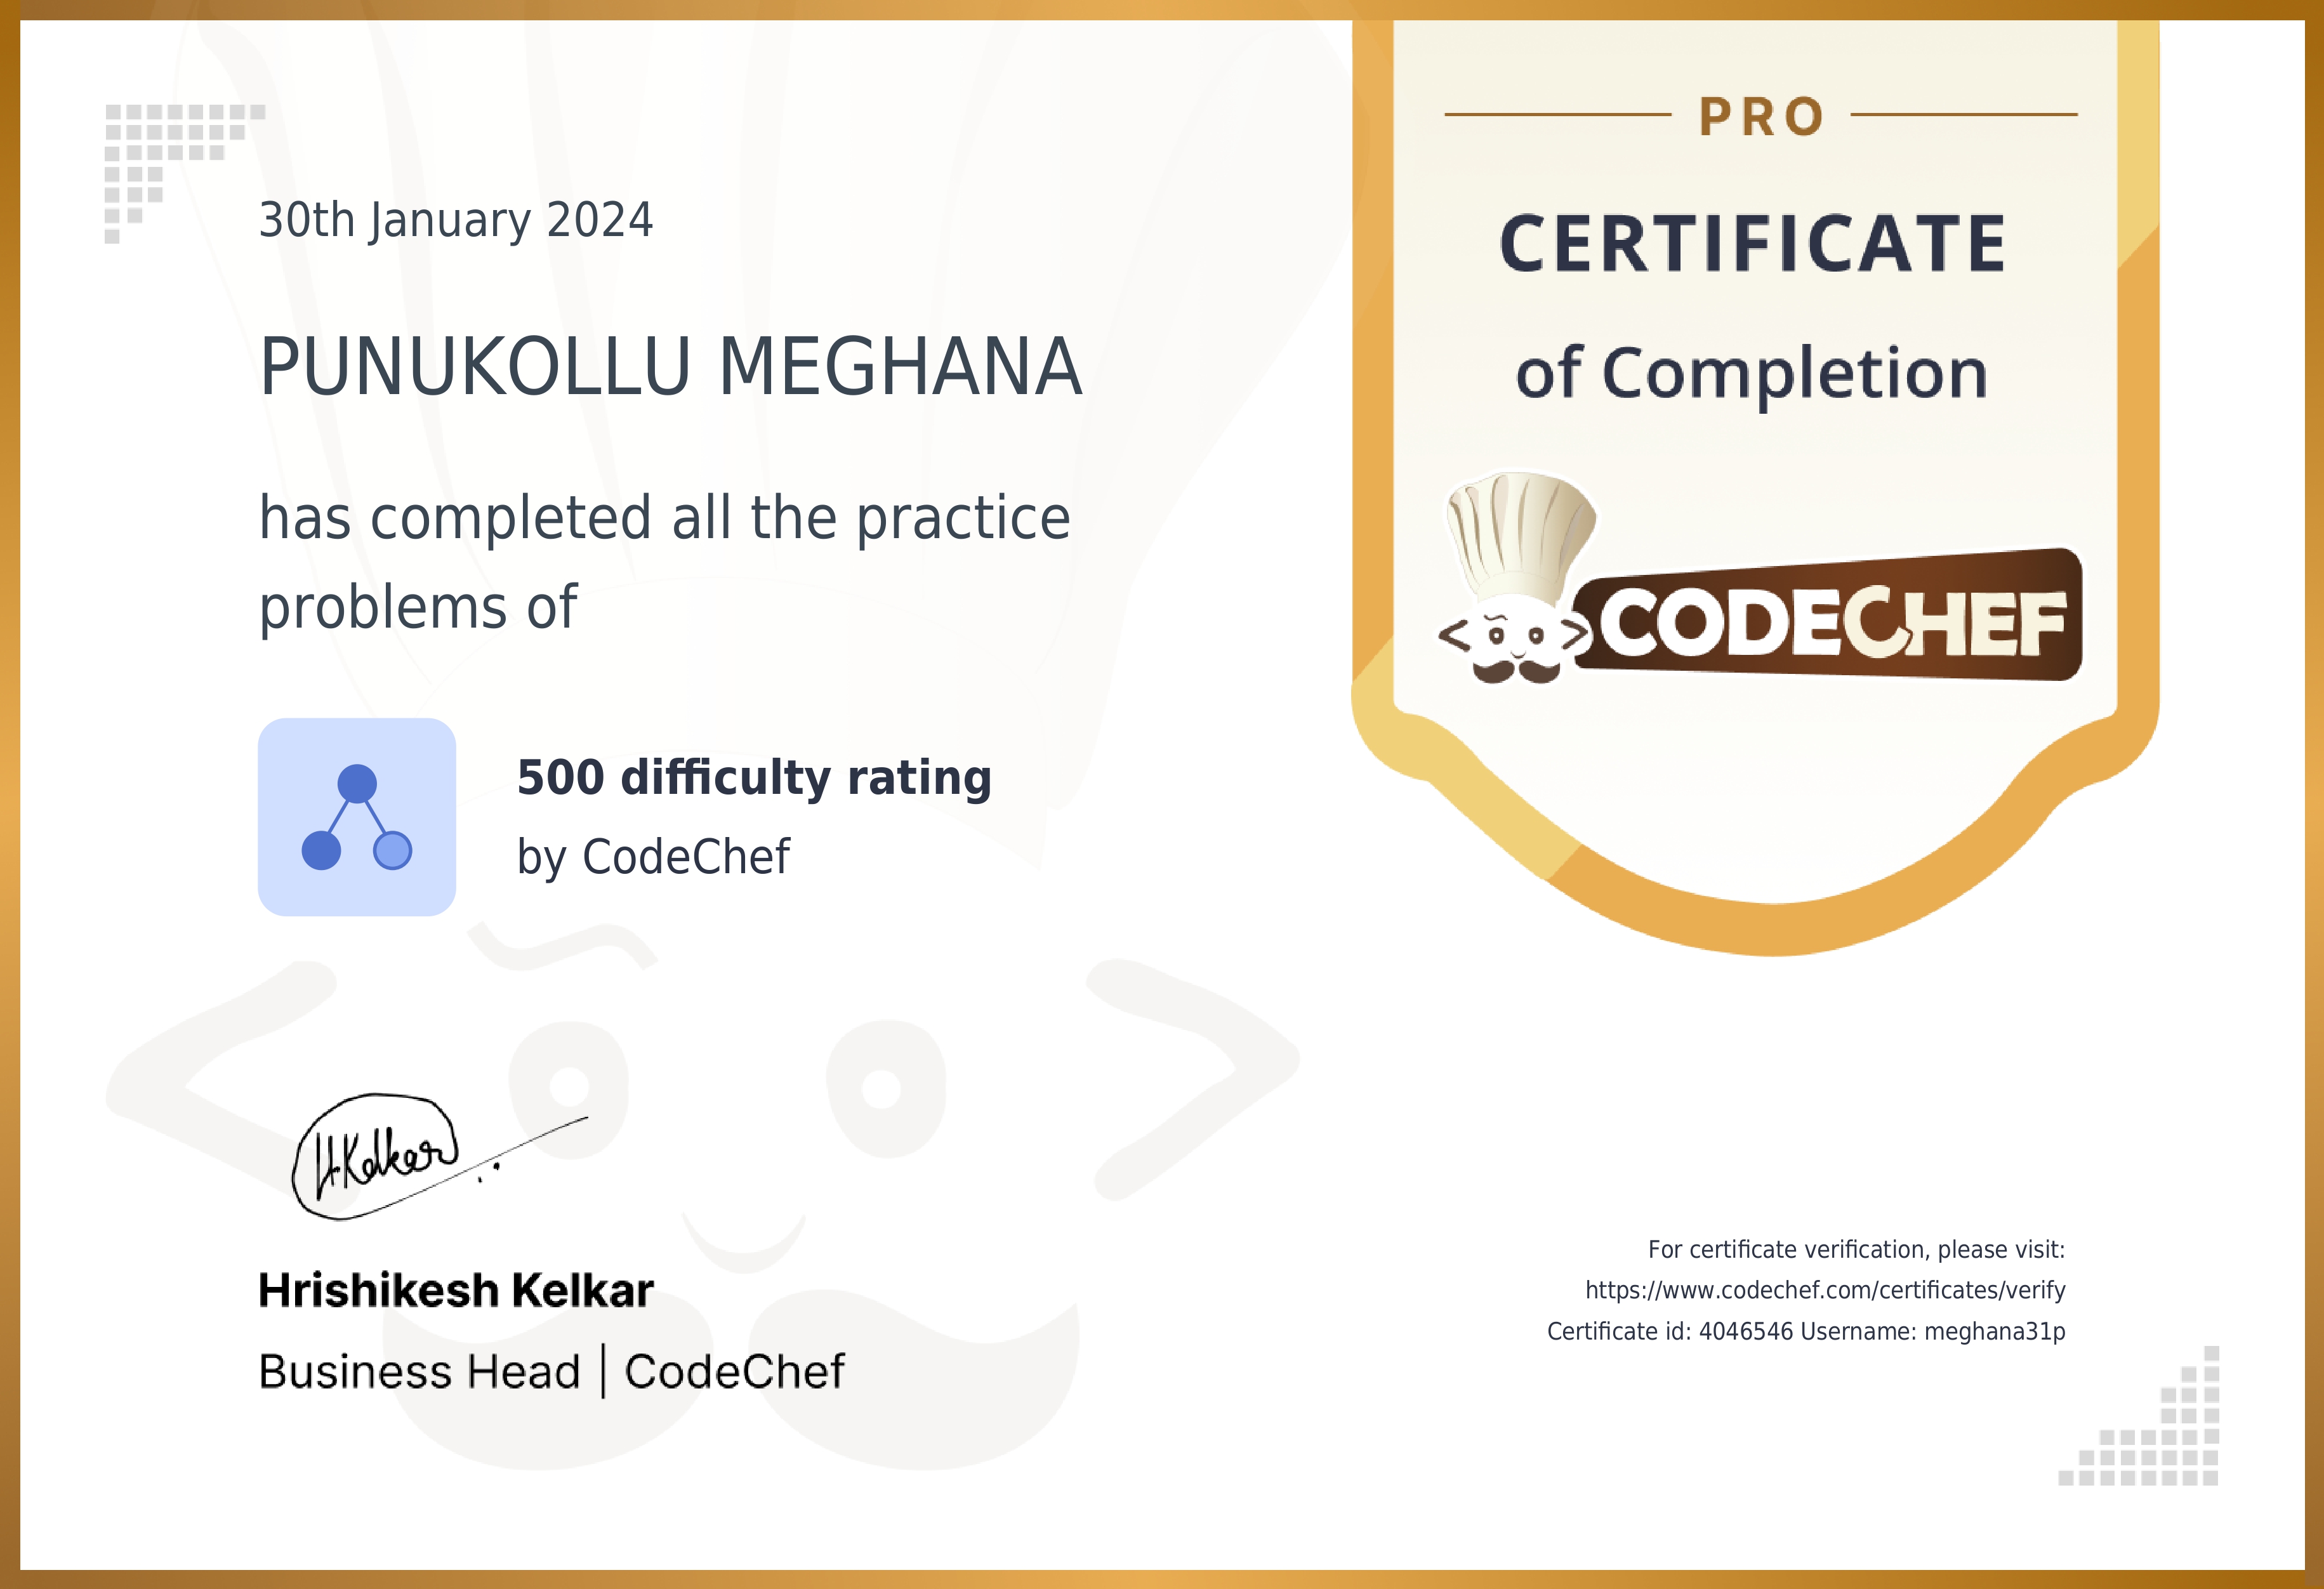 30th January 2024
PUNUKOLLU MEGHANA
has completed all the practice
problems of
500 difficulty rating
by CodeChef
HKelkar
Hrishikesh Kelkar
Business Head | CodeChef
PRO
CERTIFICATE
of Completion
CODECHEF
For certificate verification, please visit:
https://www.codechef.com/certificates/verify
Certificate id: 4046546 Username: meghana31p